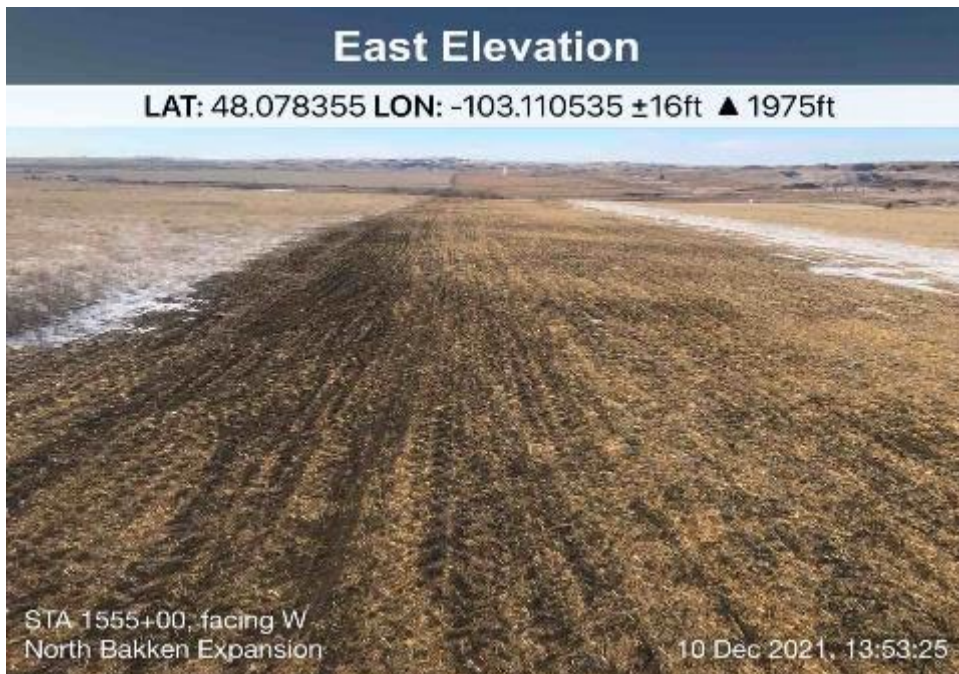 East Elevation
LAT: 48.078355 LON: -103.110535 ±16ft ▲ 1975ft
STA 1555+00, facing W
North Bakken Expansion
10 Dec 2021, 13:53:25